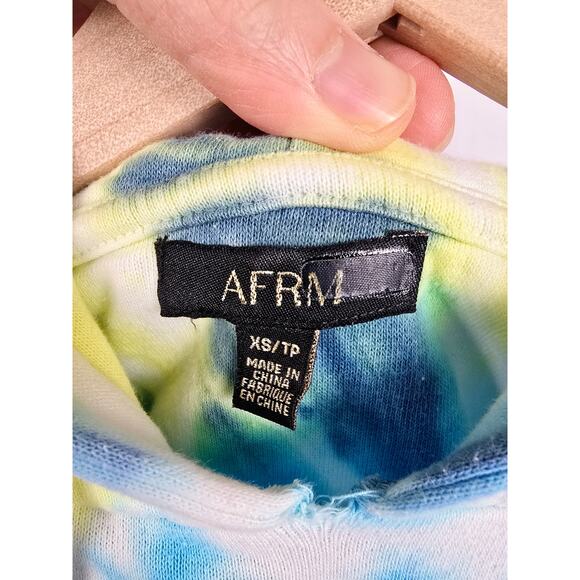 AFRM
XS/TP
MADE IN
CHINA
FABRIQUE
EN CHINE